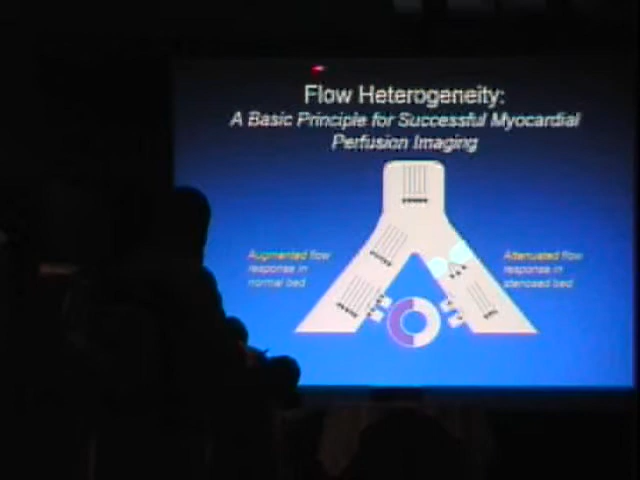 Flow Heterogeneity:
A Basic Principle for Successful Myocardial
Perfusion Imaging
Augmented flow
response in
normal bed
Attenuated flow
response in
stenosed bed